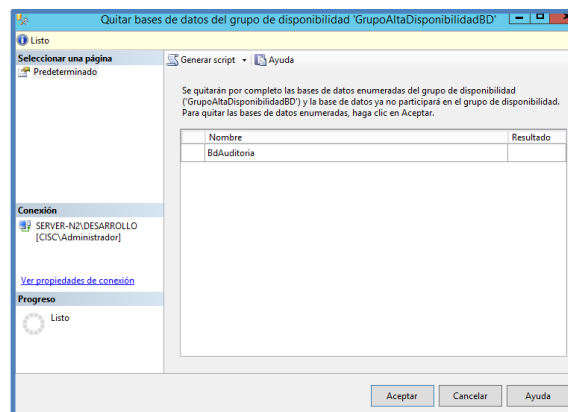 Quitar bases de datos del grupo de disponibilidad 'GrupoAltaDisponibilidadBD'
Listo
Seleccionar una página
Predeterminado
Generar script
Ayuda
Se quitarán por completo las bases de datos enumeradas del grupo de disponibilidad
('GrupoAltaDisponibilidadBD') y la base de datos ya no participará en el grupo de disponibilidad.
Para quitar las bases de datos enumeradas, haga clic en Aceptar.
Nombre Resultado
BdAuditoria
Conexión
SERVER-N2\DESARROLLO
[CISC\Administrador]
Ver propiedades de conexión
Progreso
Listo
Aceptar Cancelar Ayuda